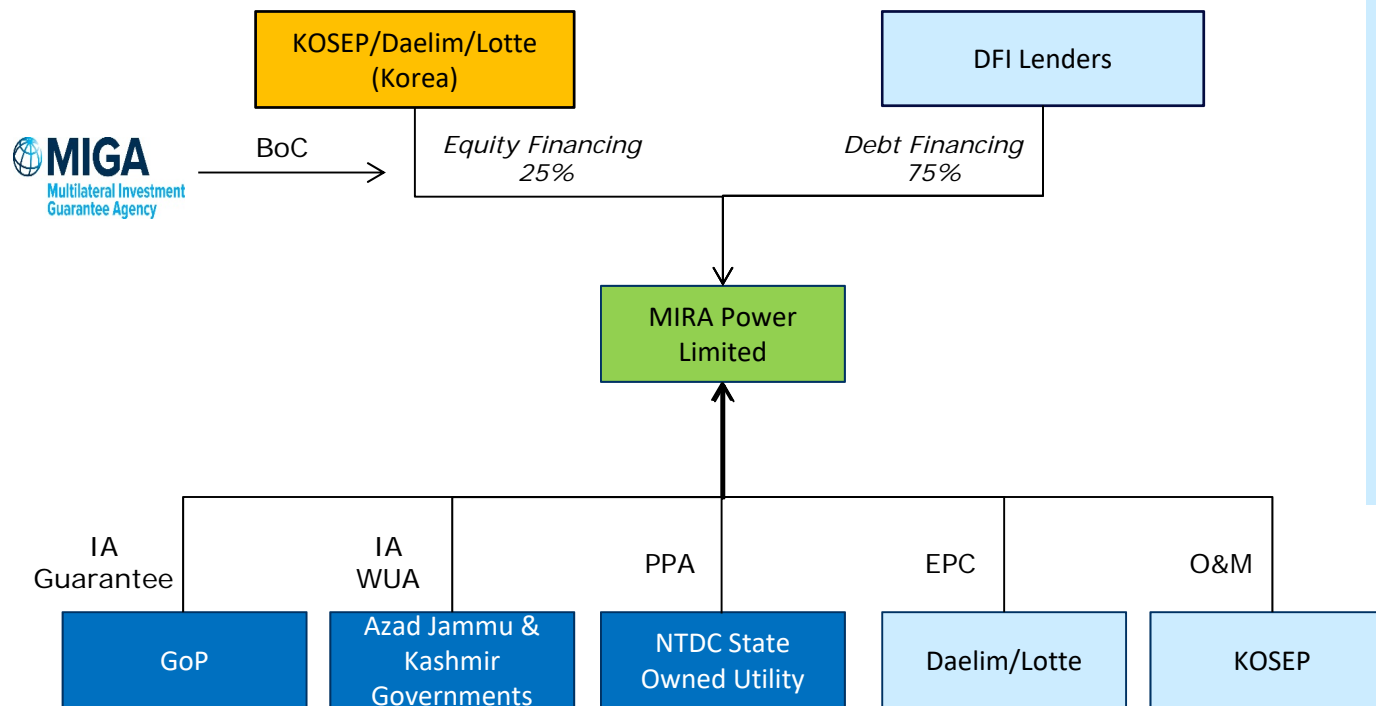 KOSEP/Daelim/Lotte
(Korea)
DFI Lenders
MIGA
Multilateral Investment
Guarantee Agency
BoC
Equity Financing
25%
Debt Financing
75%
MIRA Power
Limited
IA
Guarantee
IA
WUA
PPA
EPC
O&M
GoP
Azad Jammu &
Kashmir
Governments
NTDC State
Owned Utility
Daelim/Lotte
KOSEP